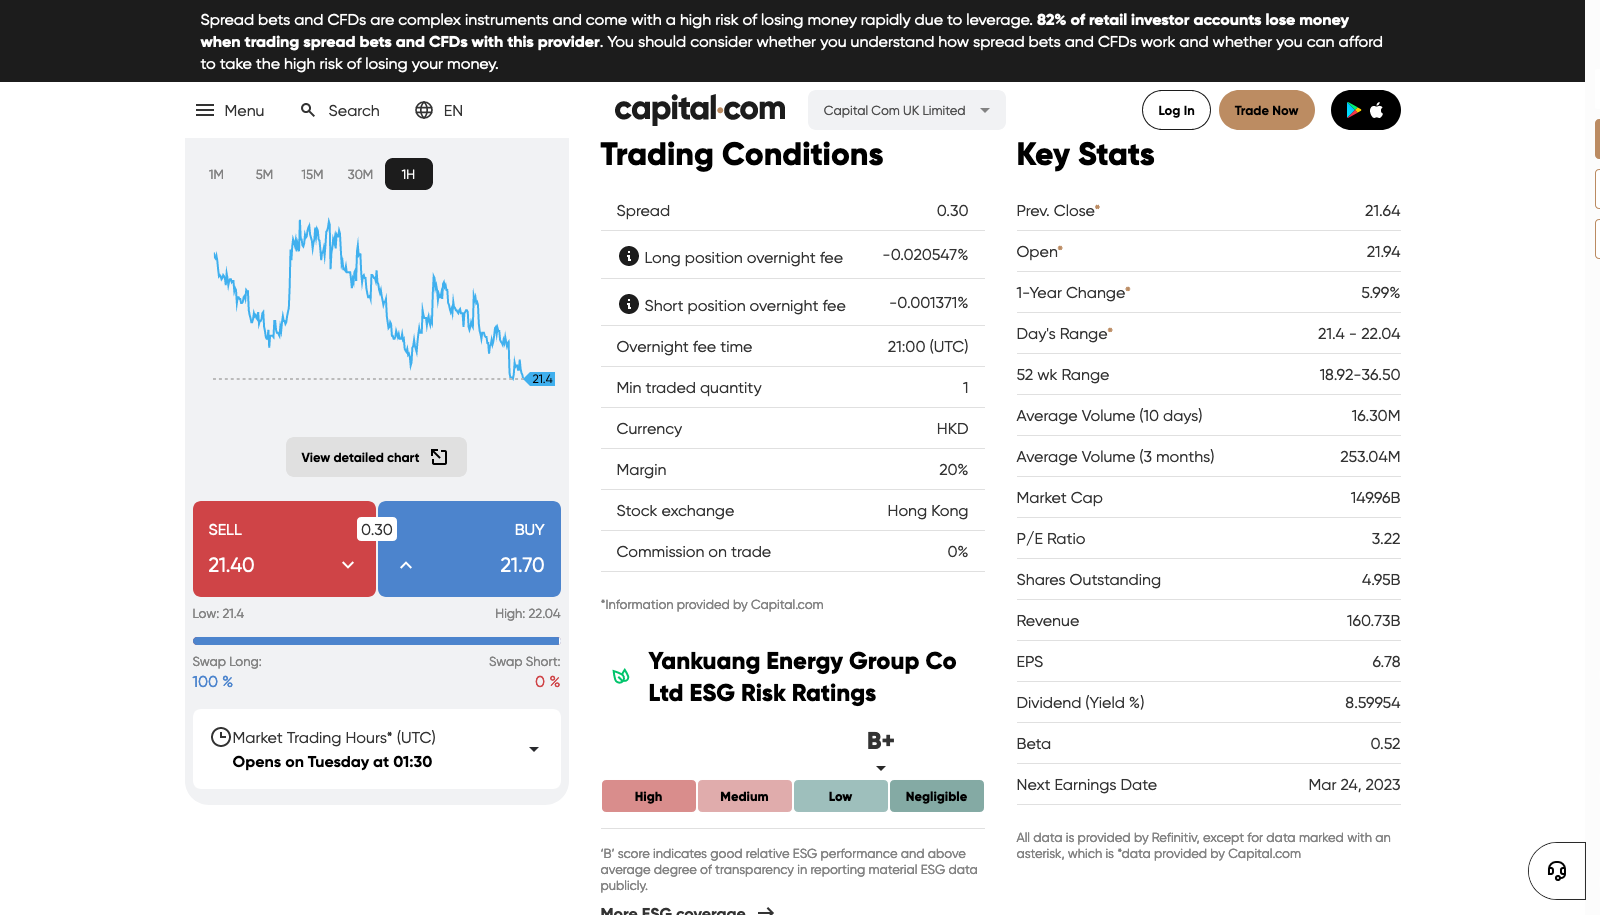 Spread bets and CFDs are complex instruments and come with a high risk of losing money rapidly due to leverage. 82% of retail investor accounts lose money
when trading spread bets and CFDs with this provider. You should consider whether you understand how spread bets and CFDs work and whether you can afford
to take the high risk of losing your money.
Menu
Search
EN
capital.com
Capital Com UK Limited
Log In
Trade Now
1M 5M 15M 30M 1H
21.4
View detailed chart
SELL
21.40
0.30
BUY
21.70
Low: 21.4
High: 22.04
Swap Long:
100 %
Swap Short:
0 %
Market Trading Hours* (UTC)
Opens on Tuesday at 01:30
Trading Conditions
Spread 0.30
Long position overnight fee -0.020547%
Short position overnight fee -0.001371%
Overnight fee time 21:00 (UTC)
Min traded quantity 1
Currency HKD
Margin 20%
Stock exchange Hong Kong
Commission on trade 0%
*Information provided by Capital.com
Yankuang Energy Group Co
Ltd ESG Risk Ratings
B+
High Medium Low Negligible
'B' score indicates good relative ESG performance and above
average degree of transparency in reporting material ESG data
publicly.
More ESG coverage
Key Stats
Prev. Close* 21.64
Open* 21.94
1-Year Change* 5.99%
Day's Range* 21.4 - 22.04
52 wk Range 18.92-36.50
Average Volume (10 days) 16.30M
Average Volume (3 months) 253.04M
Market Cap 149.96B
P/E Ratio 3.22
Shares Outstanding 4.95B
Revenue 160.73B
EPS 6.78
Dividend (Yield %) 8.59954
Beta 0.52
Next Earnings Date Mar 24, 2023
All data is provided by Refinitiv, except for data marked with an
asterisk, which is *data provided by Capital.com